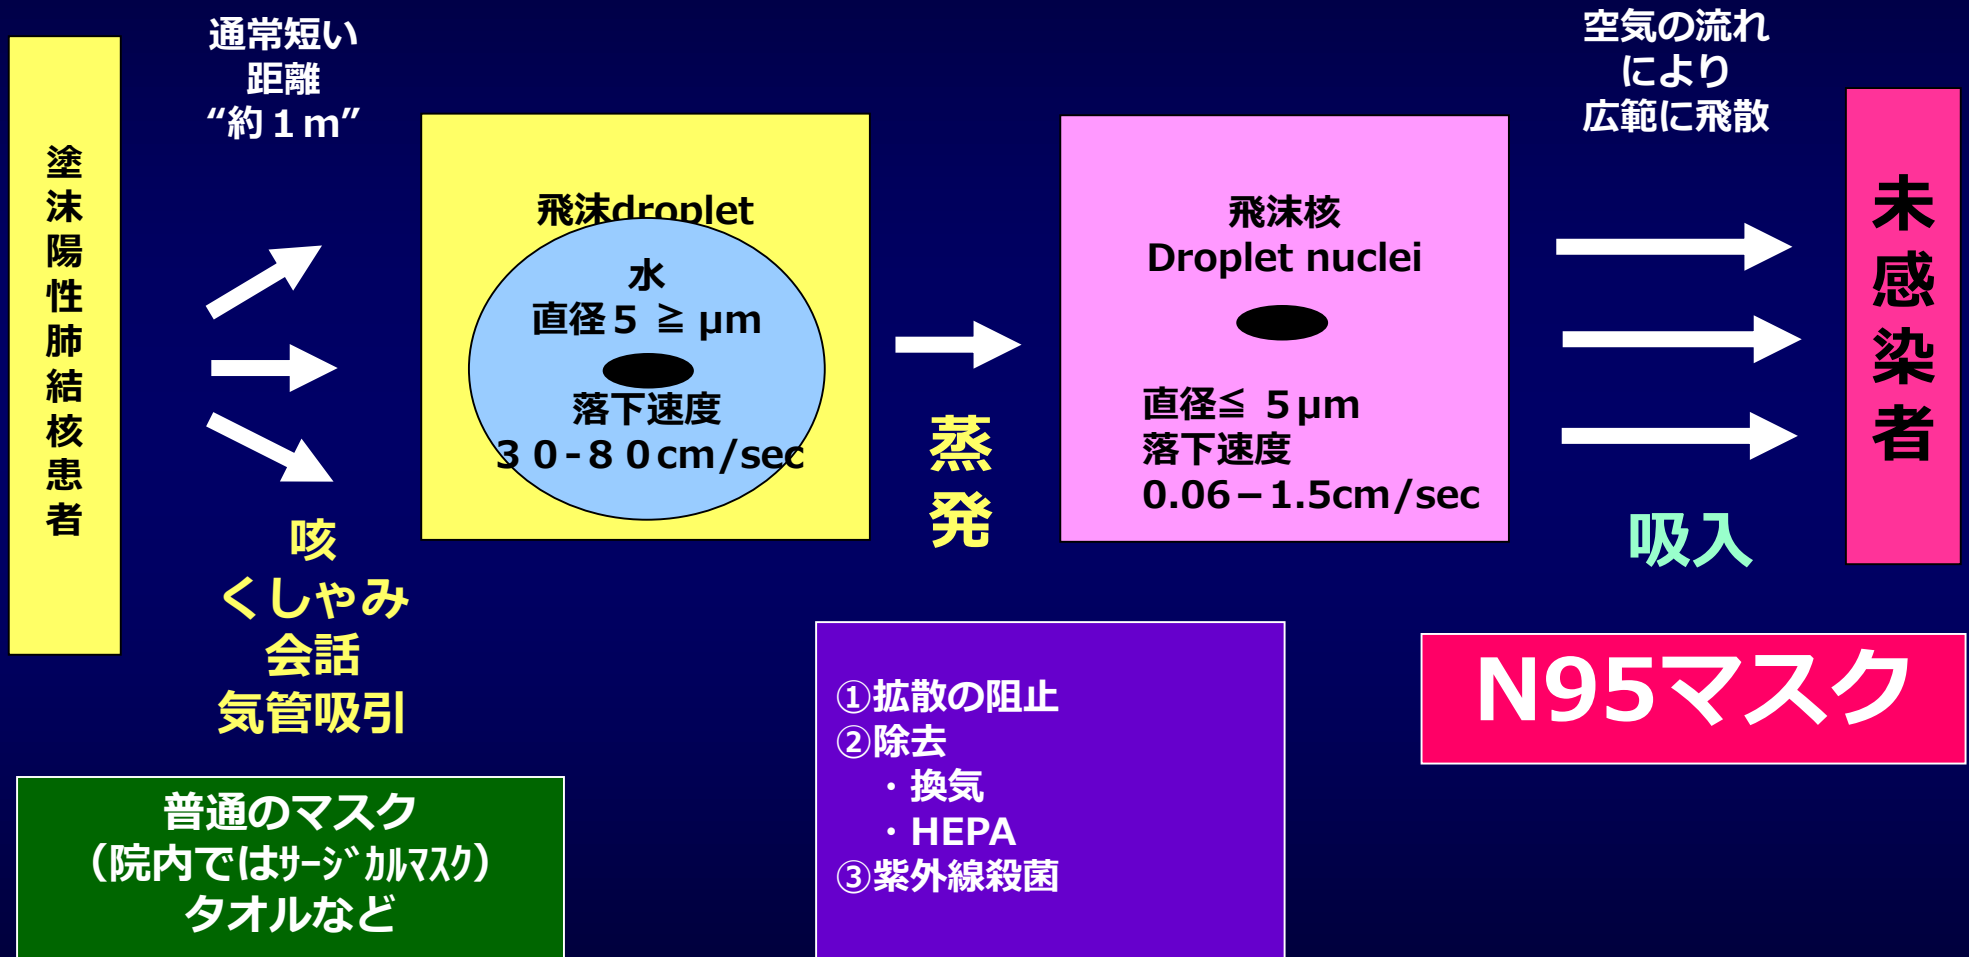 塗沫陽性肺結核患者
通常短い
距離
“約１ｍ”
咳
くしゃみ
会話
気管吸引
普通のマスク
（院内ではｻｰｼﾞｶﾙﾏｽｸ）
タオルなど
飛沫droplet
水
直径５ ≧ μm
落下速度
３０-８０cm/sec
蒸発
飛沫核
Droplet nuclei
直径≦ ５μm
落下速度
0.06－1.5cm/sec
①拡散の阻止
②除去
・換気
・HEPA
③紫外線殺菌
空気の流れ
により
広範に飛散
吸入
未感染者
N95マスク